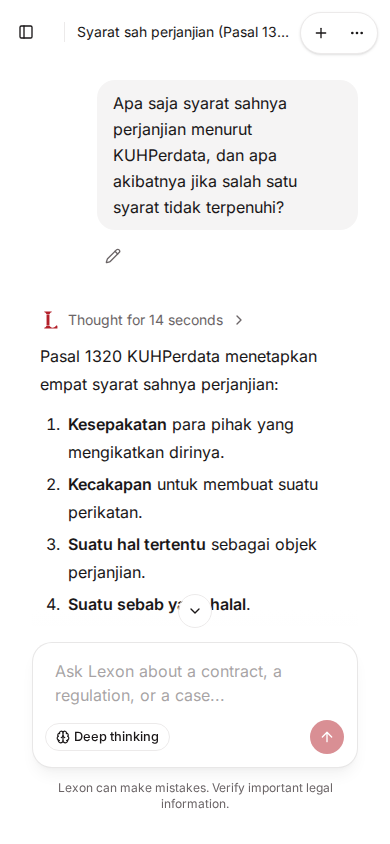 Syarat sah perjanjian (Pasal 13...
Apa saja syarat sahnya
perjanjian menurut
KUHPerdata, dan apa
akibatnya jika salah satu
syarat tidak terpenuhi?
L Thought for 14 seconds
Pasal 1320 KUHPerdata menetapkan
empat syarat sahnya perjanjian:
1. Kesepakatan para pihak yang
mengikatkan dirinya.
2. Kecakapan untuk membuat suatu
perikatan.
3. Suatu hal tertentu sebagai objek
perjanjian.
4. Suatu sebab halal.
Ask Lexon about a contract, a
regulation, or a case...
Deep thinking
Lexon can make mistakes. Verify important legal
information.